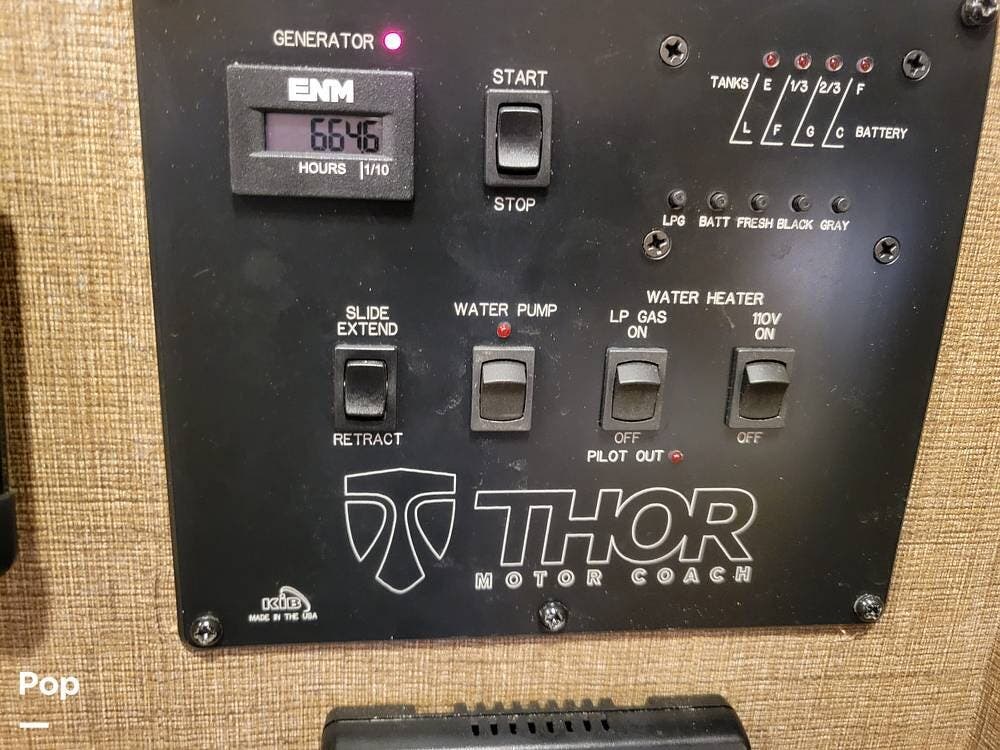 GENERATOR
ENM
6646
HOURS 1/10
START
STOP
TANKS E 1/3 2/3 F
L F G C BATTERY
LPG BATT FRESH BLACK GRAY
SLIDE
EXTEND
RETRACT
WATER PUMP
WATER HEATER
LP GAS
ON
OFF
PILOT OUT
110V
ON
OFF
THOR
MOTOR COACH
KIB
MADE IN THE USA
Pop